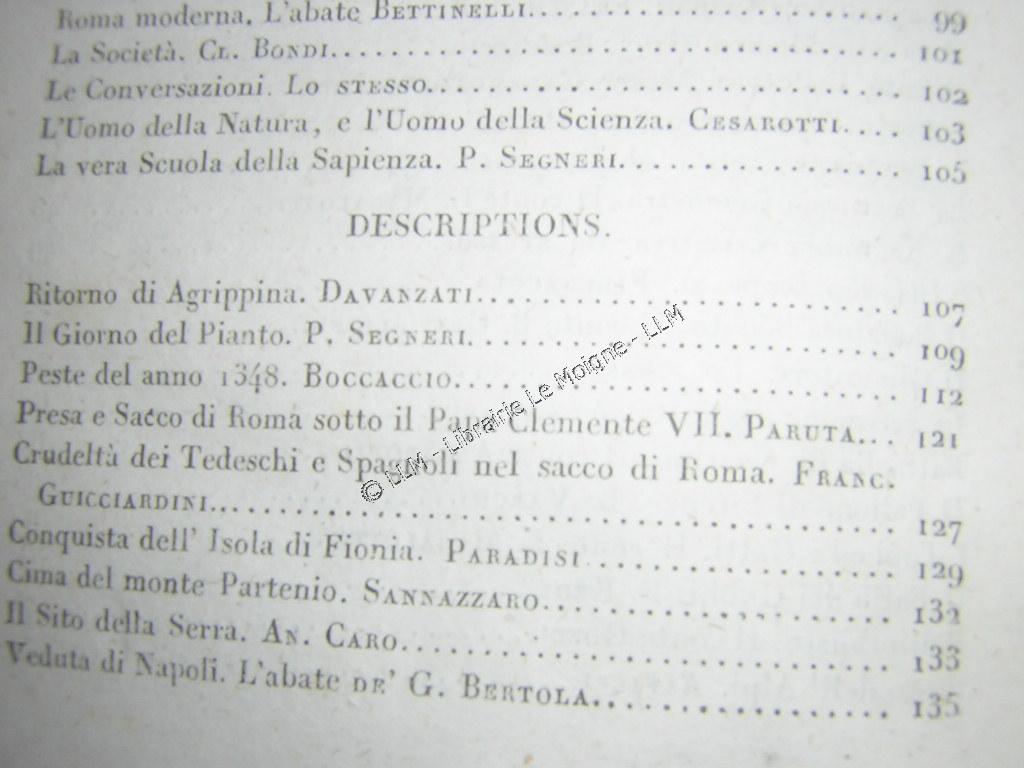 Roma moderna. L'abate BETTINELLI........................ 99
La Società. CL. BONDI........................ 101
Le Conversazioni. LO STESSO........................ 102
L'Uomo della Natura, e l'Uomo della Scienza. CESAROTTI.... 103
La vera Scuola della Sapienza. P. SEGNERI................ 105
DESCRIPTIONS.
Ritorno di Agrippina. DAVANZATI........................ 107
Il Giorno del Pianto. P. SEGNERI........................ 109
Peste del anno 1348. BOCCACCIO........................ 112
Presa e Sacco di Roma sotto il Papa Clemente VII. PARUTA... 121
Crudeltà dei Tedeschi e Spagnoli nel sacco di Roma. FRANC.
GUICCIARDINI........................ 127
Conquista dell' Isola di Fionia. PARADISI................ 129
Cima del monte Partenio. SANNAZZARO................ 132
Il Sito della Serra. AN. CARO........................ 133
Veduta di Napoli. L'abate DE' G. BERTOLA................ 135
© LLM - Librairie Le Moigne - LLM